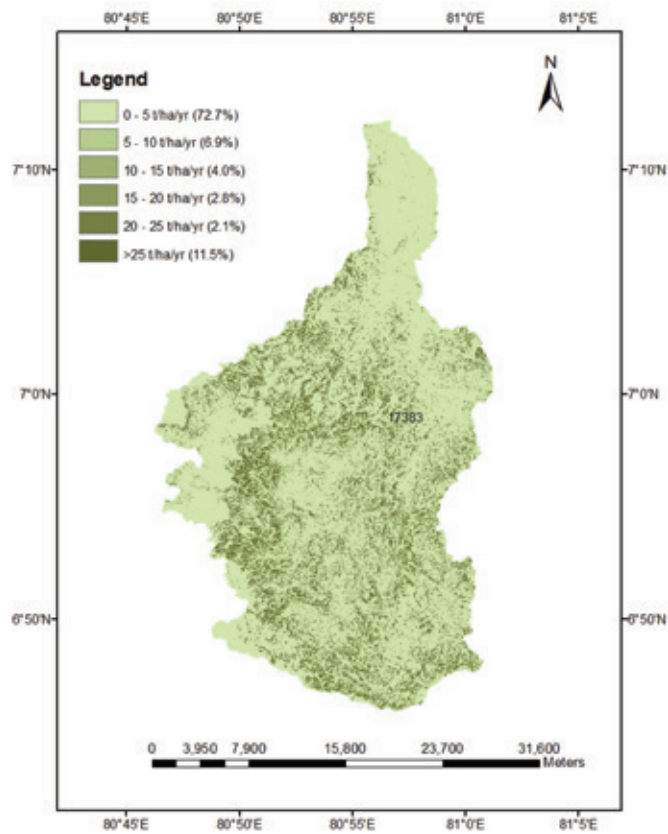 80°45'E 80°50'E 80°55'E 81°0'E 81°5'E
N
Legend
0 - 5 t/ha/yr (72.7%)
5 - 10 t/ha/yr (6.9%)
10 - 15 t/ha/yr (4.0%)
15 - 20 t/ha/yr (2.8%)
20 - 25 t/ha/yr (2.1%)
>25 t/ha/yr (11.5%)
7°10'N 7°10'N
7°0'N 7°0'N
17383
6°50'N 6°50'N
0 3,950 7,900 15,800 23,700 31,600
Meters
80°45'E 80°50'E 80°55'E 81°0'E 81°5'E